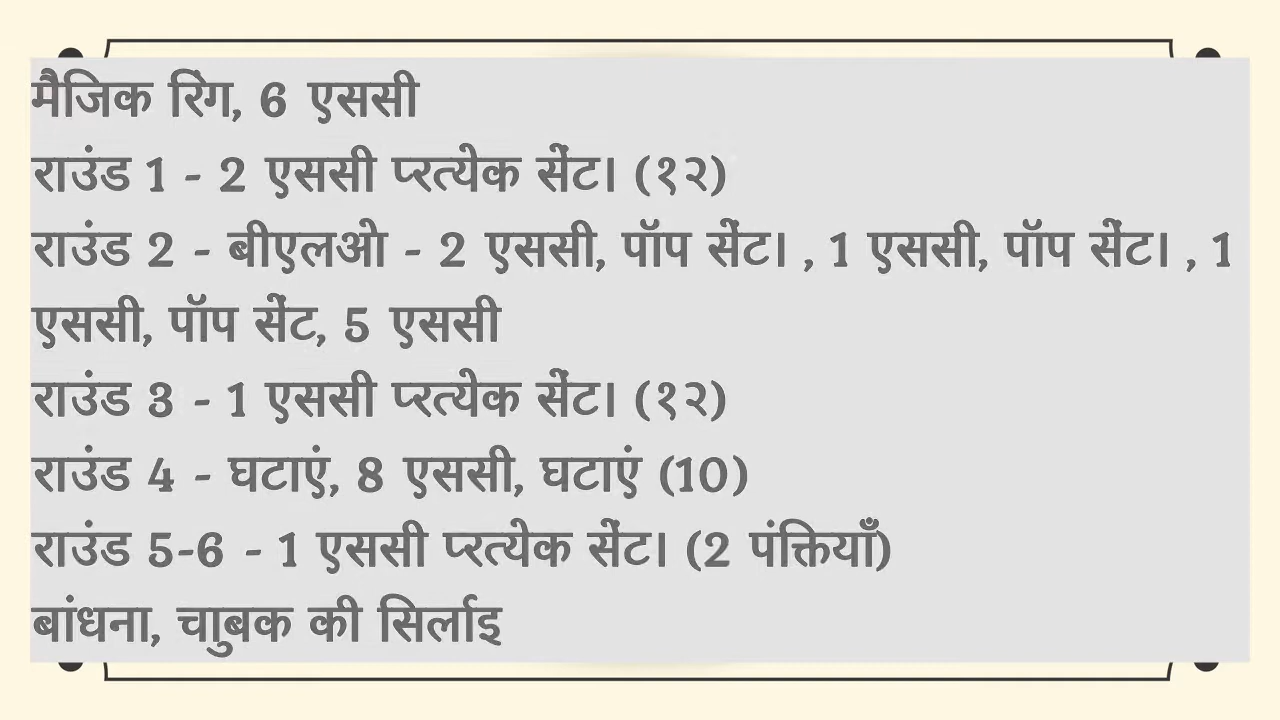 मैजिक रिंग, 6 एससी
राउंड 1 - 2 एससी प्रत्येक सेंट। (१२)
राउंड 2 - बीएलओ - 2 एससी, पॉप सेंट। , 1 एससी, पॉप सेंट। , 1
एससी, पॉप सेंट, 5 एससी
राउंड 3 - 1 एससी प्रत्येक सेंट। (१२)
राउंड 4 - घटाएं, 8 एससी, घटाएं (10)
राउंड 5-6 - 1 एससी प्रत्येक सेंट। (2 पंक्तियाँ)
बांधना, चाुबक की सिर्लाइ